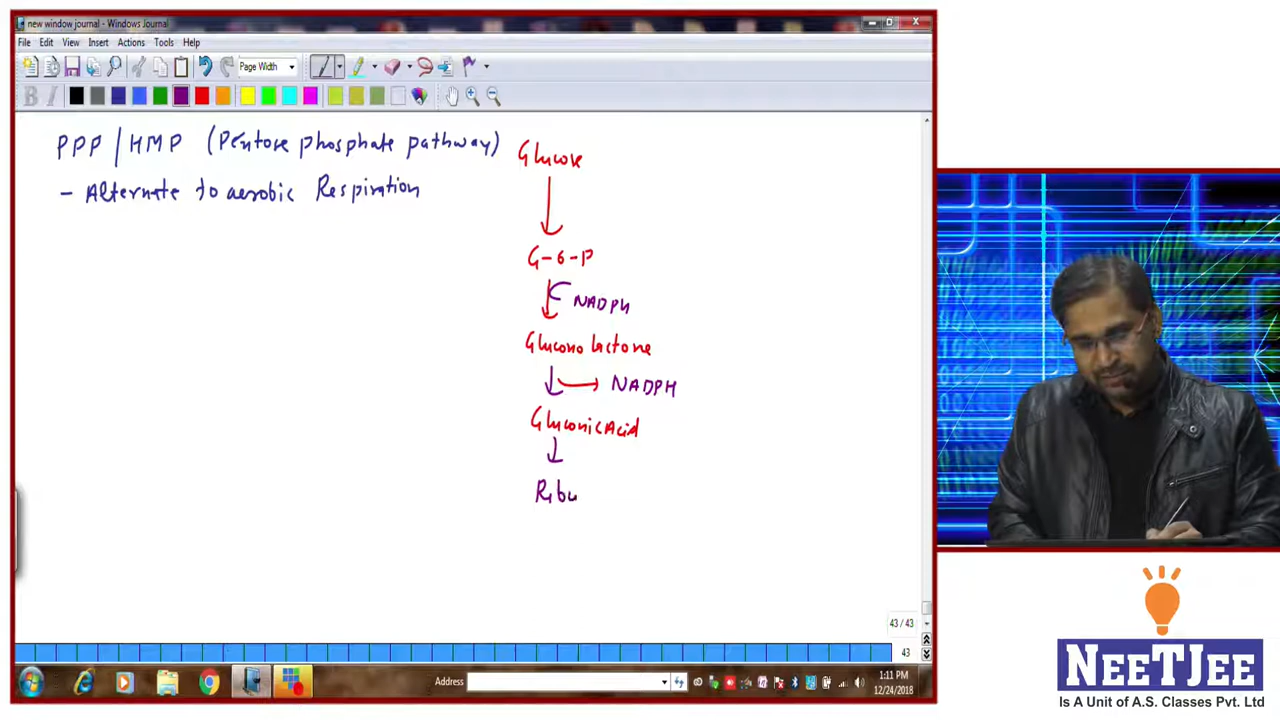 new window journal - Windows Journal
File Edit View Insert Actions Tools Help
Page Width
PPP / HMP (Pentose phosphate pathway)
- Alternate to aerobic Respiration
Glucose
G-6-P
NADPH
Glucono lactone
NADPH
Gluconic Acid
Ribu
43 / 43
43
Address
1:11 PM
12/24/2018
NEETJEE
Is A Unit of A.S. Classes Pvt. Ltd